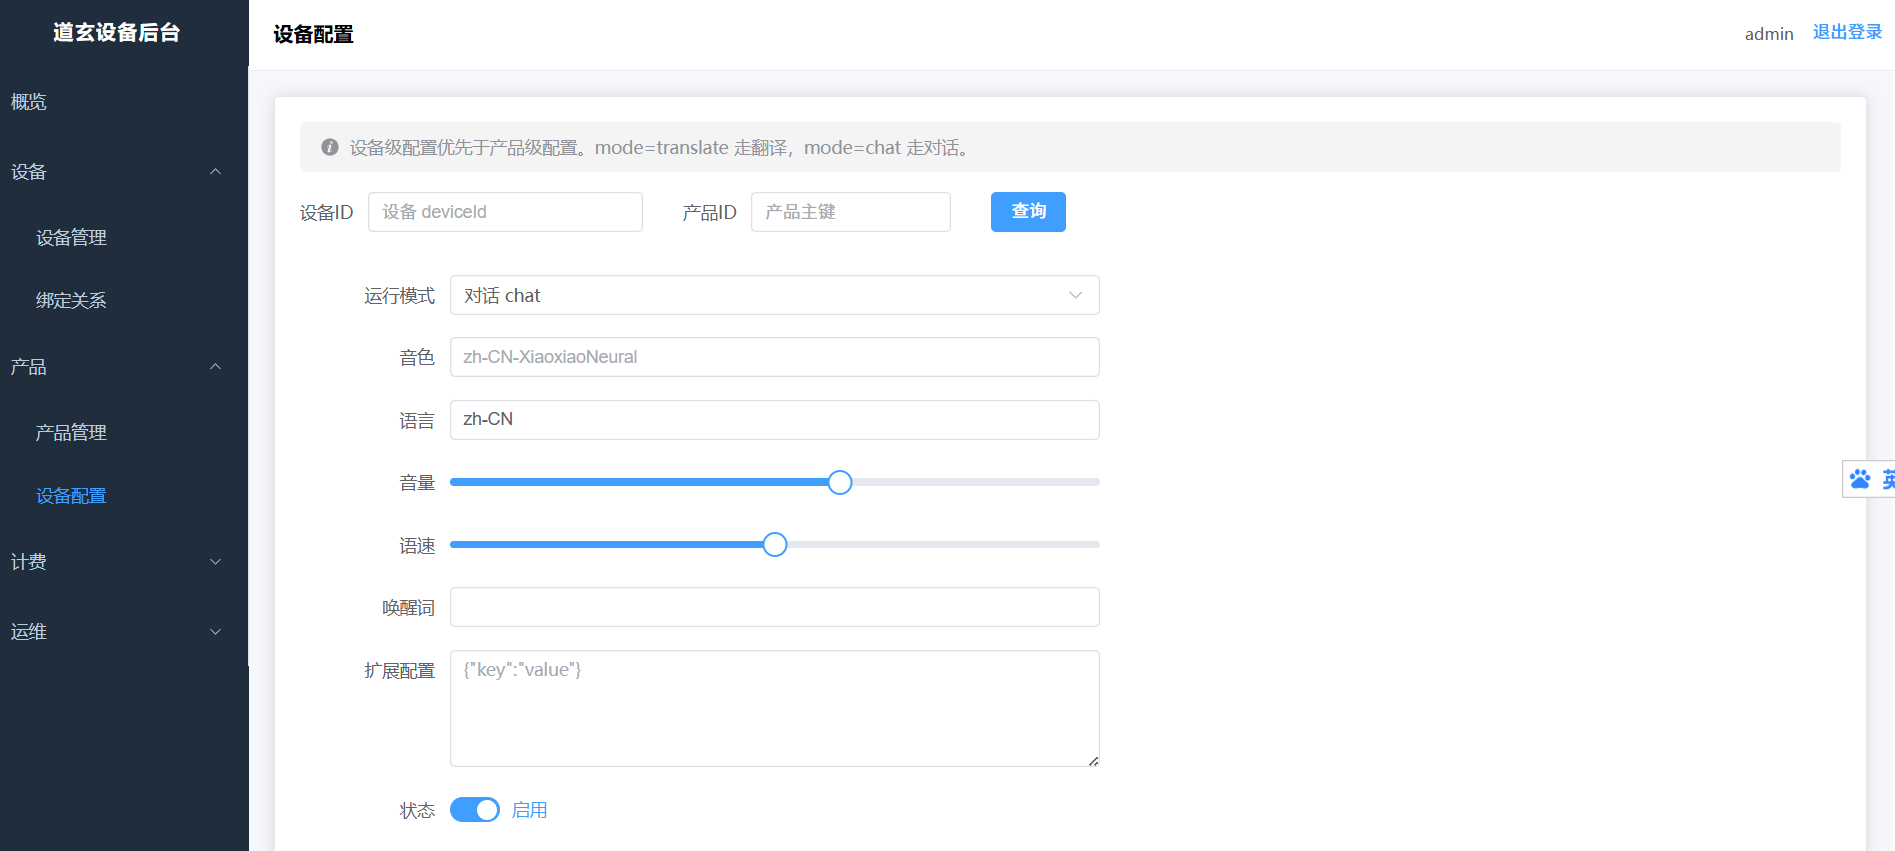 道玄设备后台
设备配置
admin 退出登录
概览
设备
设备管理
绑定关系
产品
产品管理
设备配置
计费
运维
设备级配置优先于产品级配置。mode=translate 走翻译，mode=chat 走对话。
设备ID 设备 deviceId 产品ID 产品主键 查询
运行模式 对话 chat
音色 zh-CN-XiaoxiaoNeural
语言 zh-CN
音量
语速
唤醒词
扩展配置 {"key":"value"}
状态 启用
英